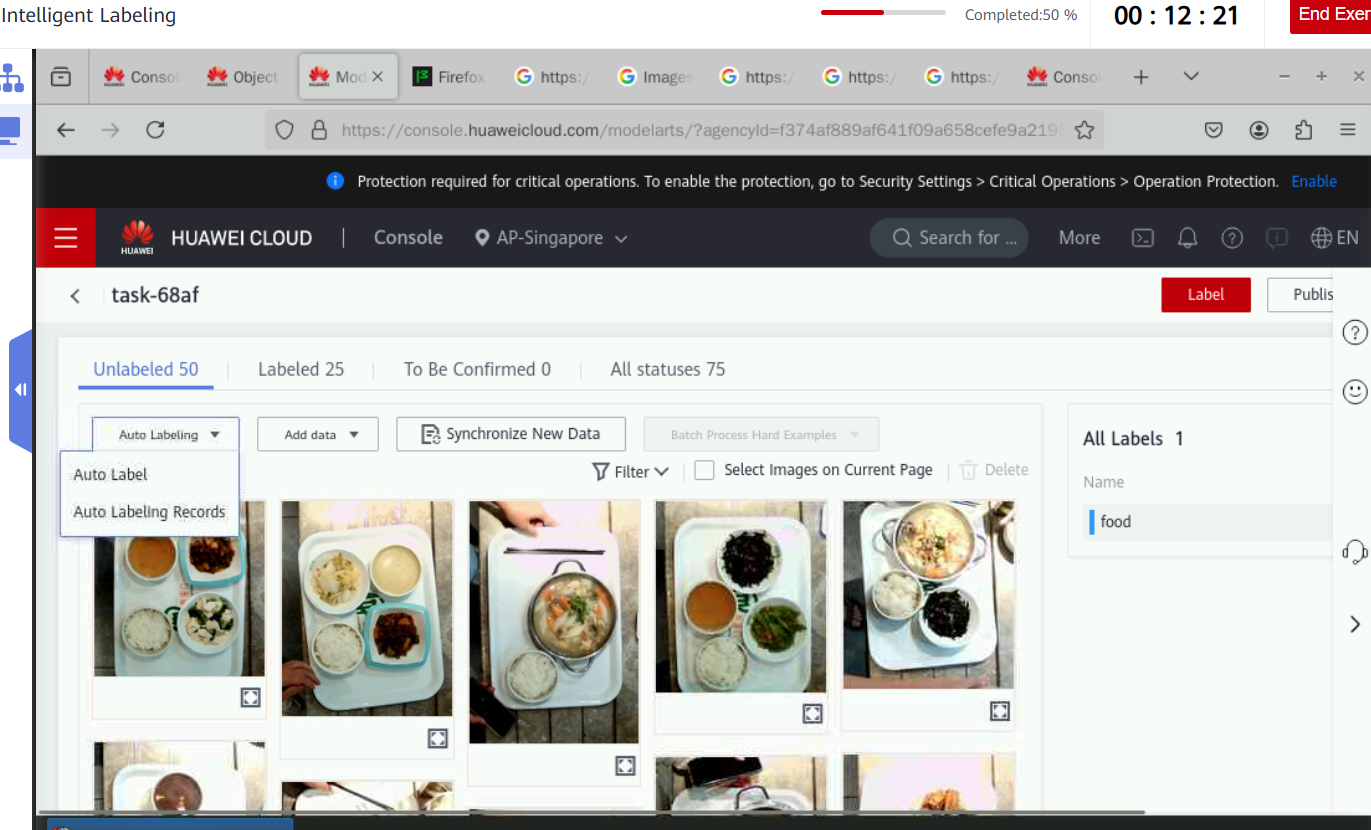 Intelligent Labeling
Completed:50 %
00 : 12 : 21
End Exer
Conso
Object
Mod
Firefox
https:/
Images
https:/
https:/
https:/
Conso
https://console.huaweicloud.com/modelarts/?agencyId=f374af889af641f09a658cefe9a219
Protection required for critical operations. To enable the protection, go to Security Settings > Critical Operations > Operation Protection. Enable
HUAWEI
HUAWEI CLOUD
Console
AP-Singapore
Search for ...
More
EN
task-68af
Label
Publis
Unlabeled 50
Labeled 25
To Be Confirmed 0
All statuses 75
Auto Labeling
Add data
Synchronize New Data
Batch Process Hard Examples
All Labels 1
Auto Label
Filter
Select Images on Current Page
Delete
Name
Auto Labeling Records
food